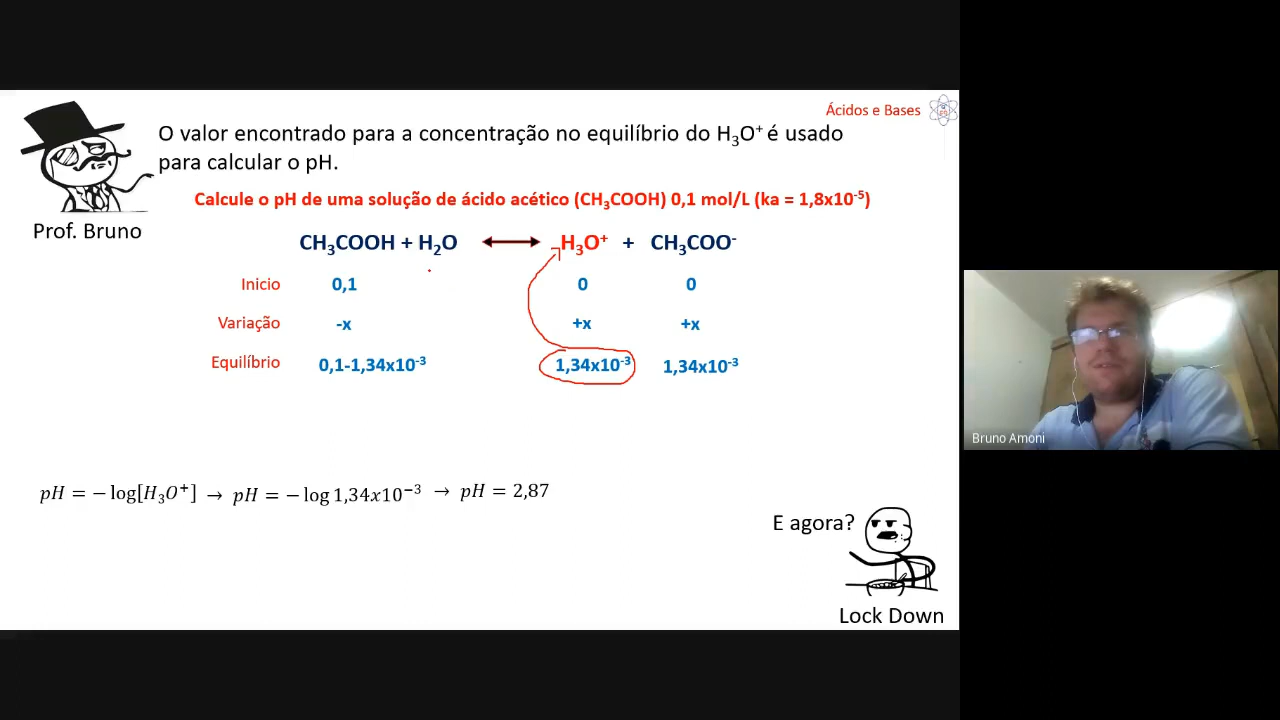 Ácidos e Bases
O valor encontrado para a concentração no equilíbrio do H₃O⁺ é usado
para calcular o pH.
Prof. Bruno
Calcule o pH de uma solução de ácido acético (CH₃COOH) 0,1 mol/L (ka = 1,8x10⁻⁵)
CH₃COOH + H₂O ⟷ H₃O⁺ + CH₃COO⁻
Inicio 0,1 0 0
Variação -x +x +x
Equilíbrio 0,1-1,34x10⁻³ 1,34x10⁻³ 1,34x10⁻³
pH = − log[H₃O⁺] → pH = − log 1,34x10⁻³ → pH = 2,87
E agora?
Lock Down
Bruno Amoni